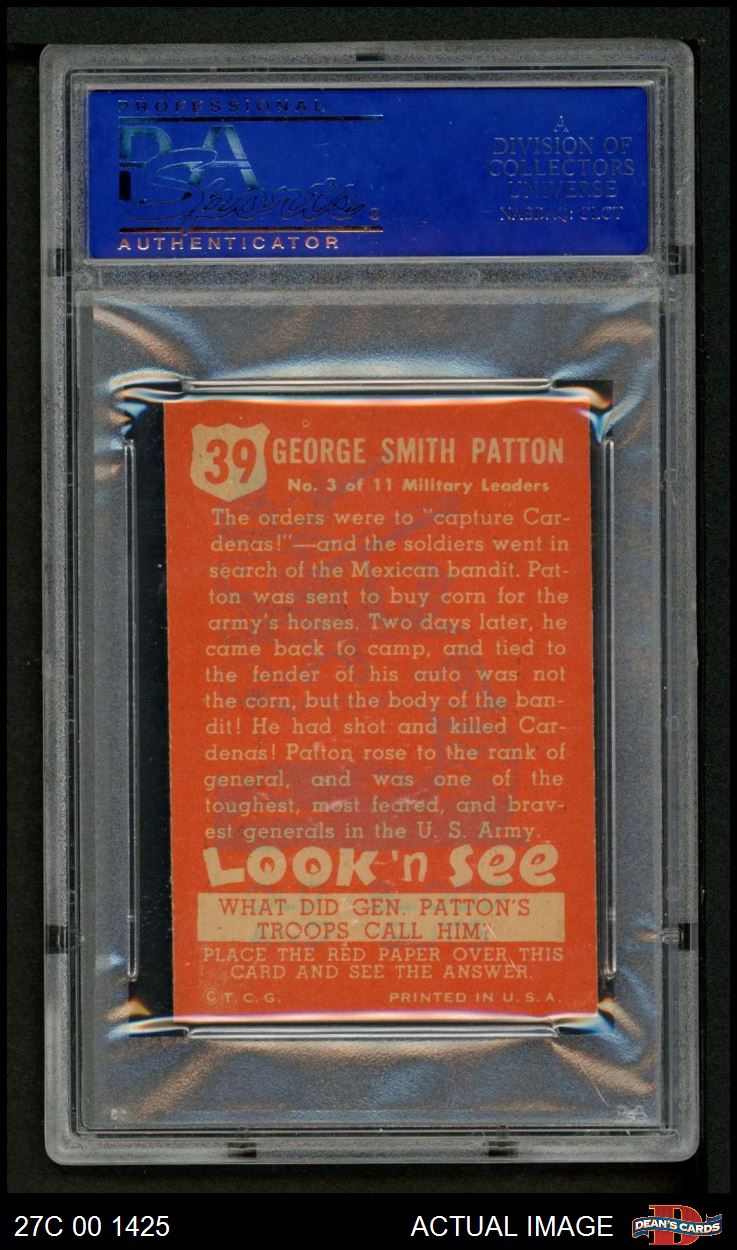 PROFESSIONAL
PSA
Sports
AUTHENTICATOR
A
DIVISION OF
COLLECTORS
UNIVERSE
NASDAQ: CLCT
39 GEORGE SMITH PATTON
No. 3 of 11 Military Leaders
The orders were to "capture Car-
denas!"—and the soldiers went in
search of the Mexican bandit. Pat-
ton was sent to buy corn for the
army's horses. Two days later, he
came back to camp, and tied to
the fender of his auto was not
the corn, but the body of the ban-
dit! He had shot and killed Car-
denas! Patton rose to the rank of
general, and was one of the
toughest, most feared, and brav-
est generals in the U. S. Army.
LOOK 'n SEE
WHAT DID GEN. PATTON'S
TROOPS CALL HIM?
PLACE THE RED PAPER OVER THIS
CARD AND SEE THE ANSWER.
© T. C. G. PRINTED IN U. S. A.
27C 00 1425 ACTUAL IMAGE DEAN'S CARDS